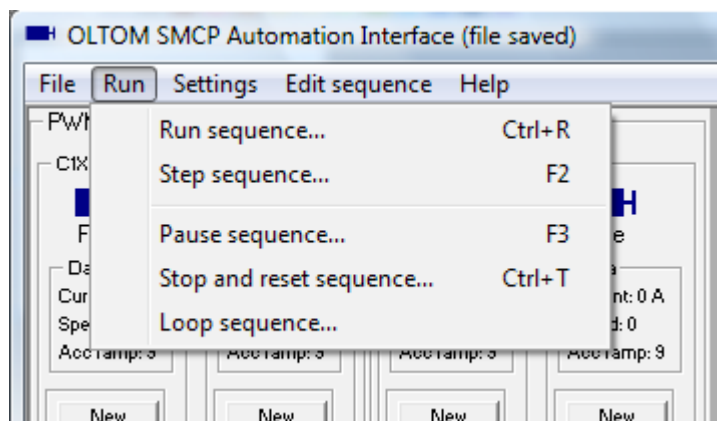 OLTOM SMCP Automation Interface (file saved)
File Run Settings Edit sequence Help
Run sequence... Ctrl+R
Step sequence... F2
Pause sequence... F3
Stop and reset sequence... Ctrl+T
Loop sequence...
Acc ramp: 9
New New New New